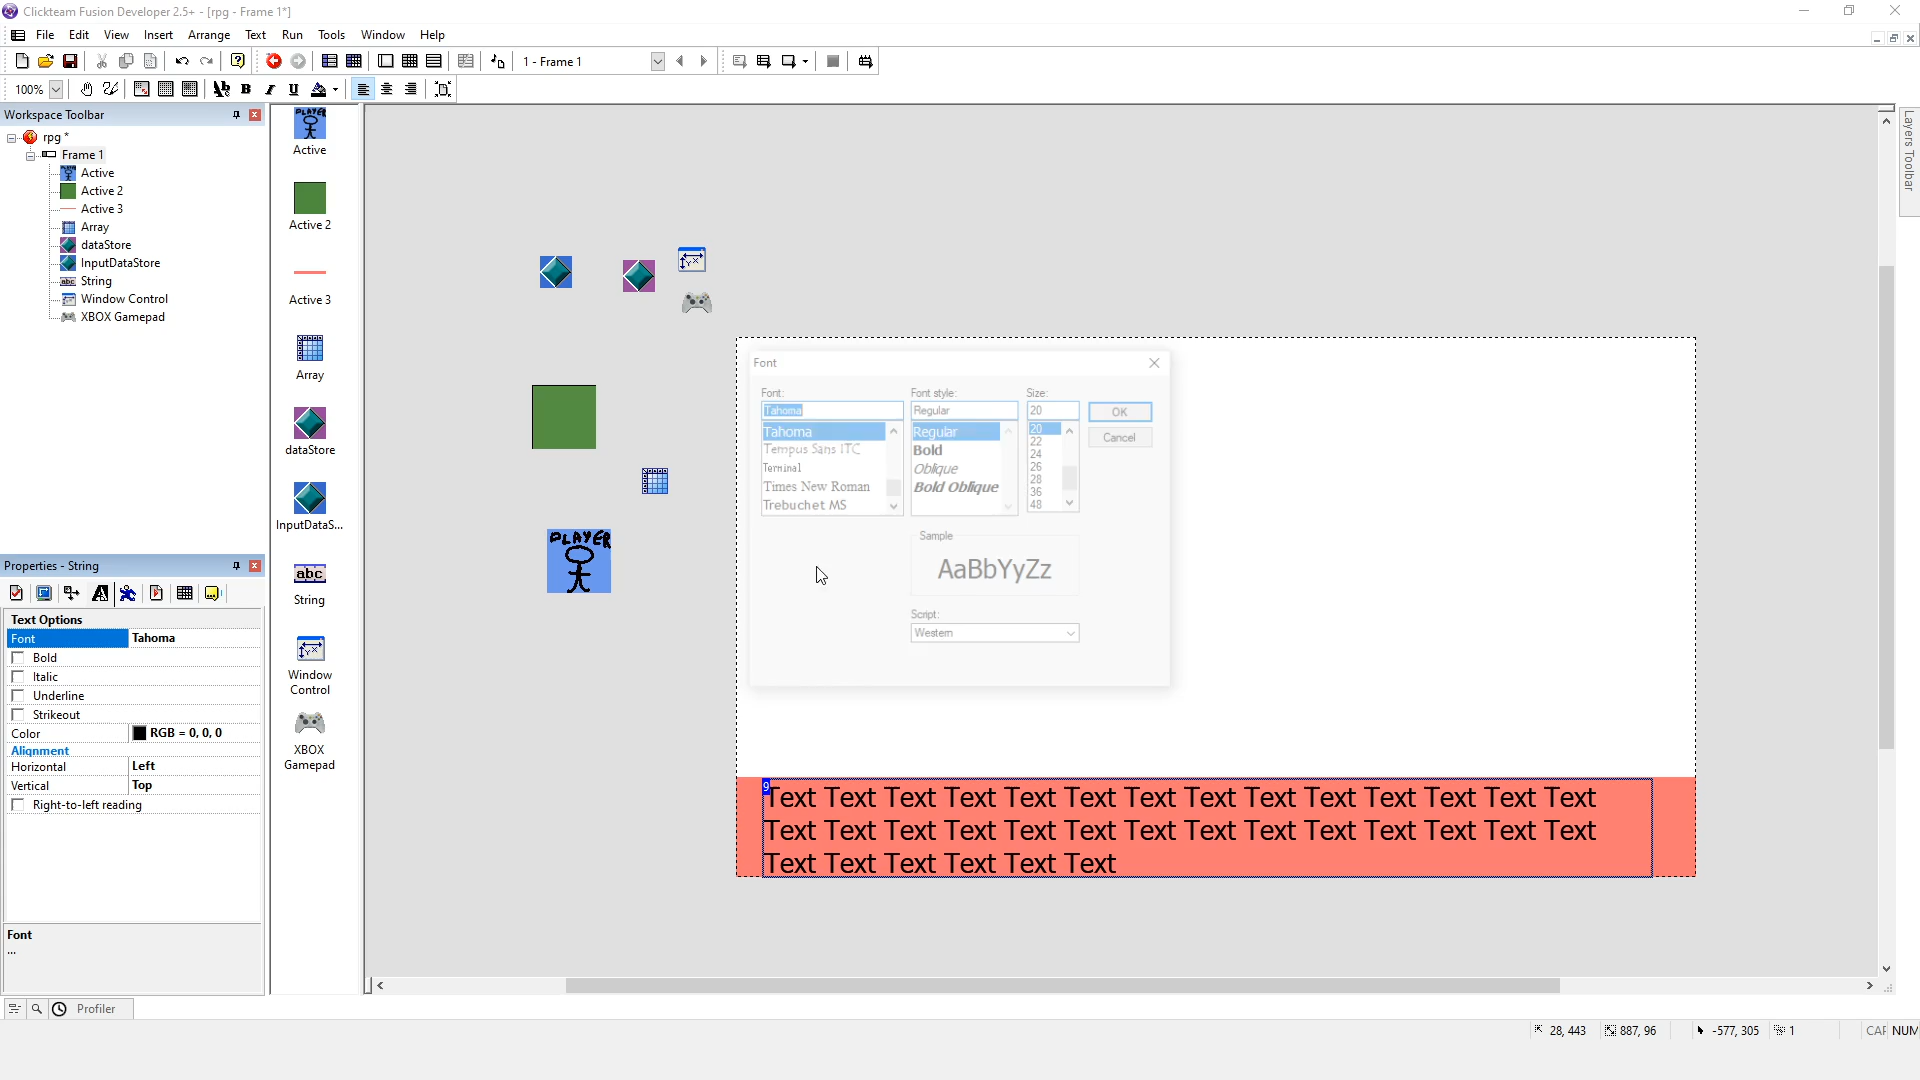 Clickteam Fusion Developer 2.5+ - [rpg - Frame 1*]
File Edit View Insert Arrange Text Run Tools Window Help
1 - Frame 1
100%
Workspace Toolbar
rpg *
Frame 1
Active
Active 2
Active 3
Array
dataStore
InputDataStore
String
Window Control
XBOX Gamepad
Properties - String
Text Options
Font Tahoma
Bold
Italic
Underline
Strikeout
Color RGB = 0, 0, 0
Alignment
Horizontal Left
Vertical Top
Right-to-left reading
Font
...
Profiler
PLAYER
Active
Active 2
Active 3
Array
dataStore
InputDataS...
abc
String
Window
Control
XBOX
Gamepad
PLAYER
Font
Font: Font style: Size:
Tahoma Regular 20
OK
Cancel
Tahoma
Tempus Sans ITC
Terminal
Times New Roman
Trebuchet MS
Regular
Bold
Oblique
Bold Oblique
20
22
24
26
28
36
48
Sample
AaBbYyZz
Script:
Western
9
Text Text Text Text Text Text Text Text Text Text Text Text Text Text
Text Text Text Text Text Text Text Text Text Text Text Text Text Text
Text Text Text Text Text Text
Layers Toolbar
28, 443 887, 96 -577, 305 1 CAP NUM